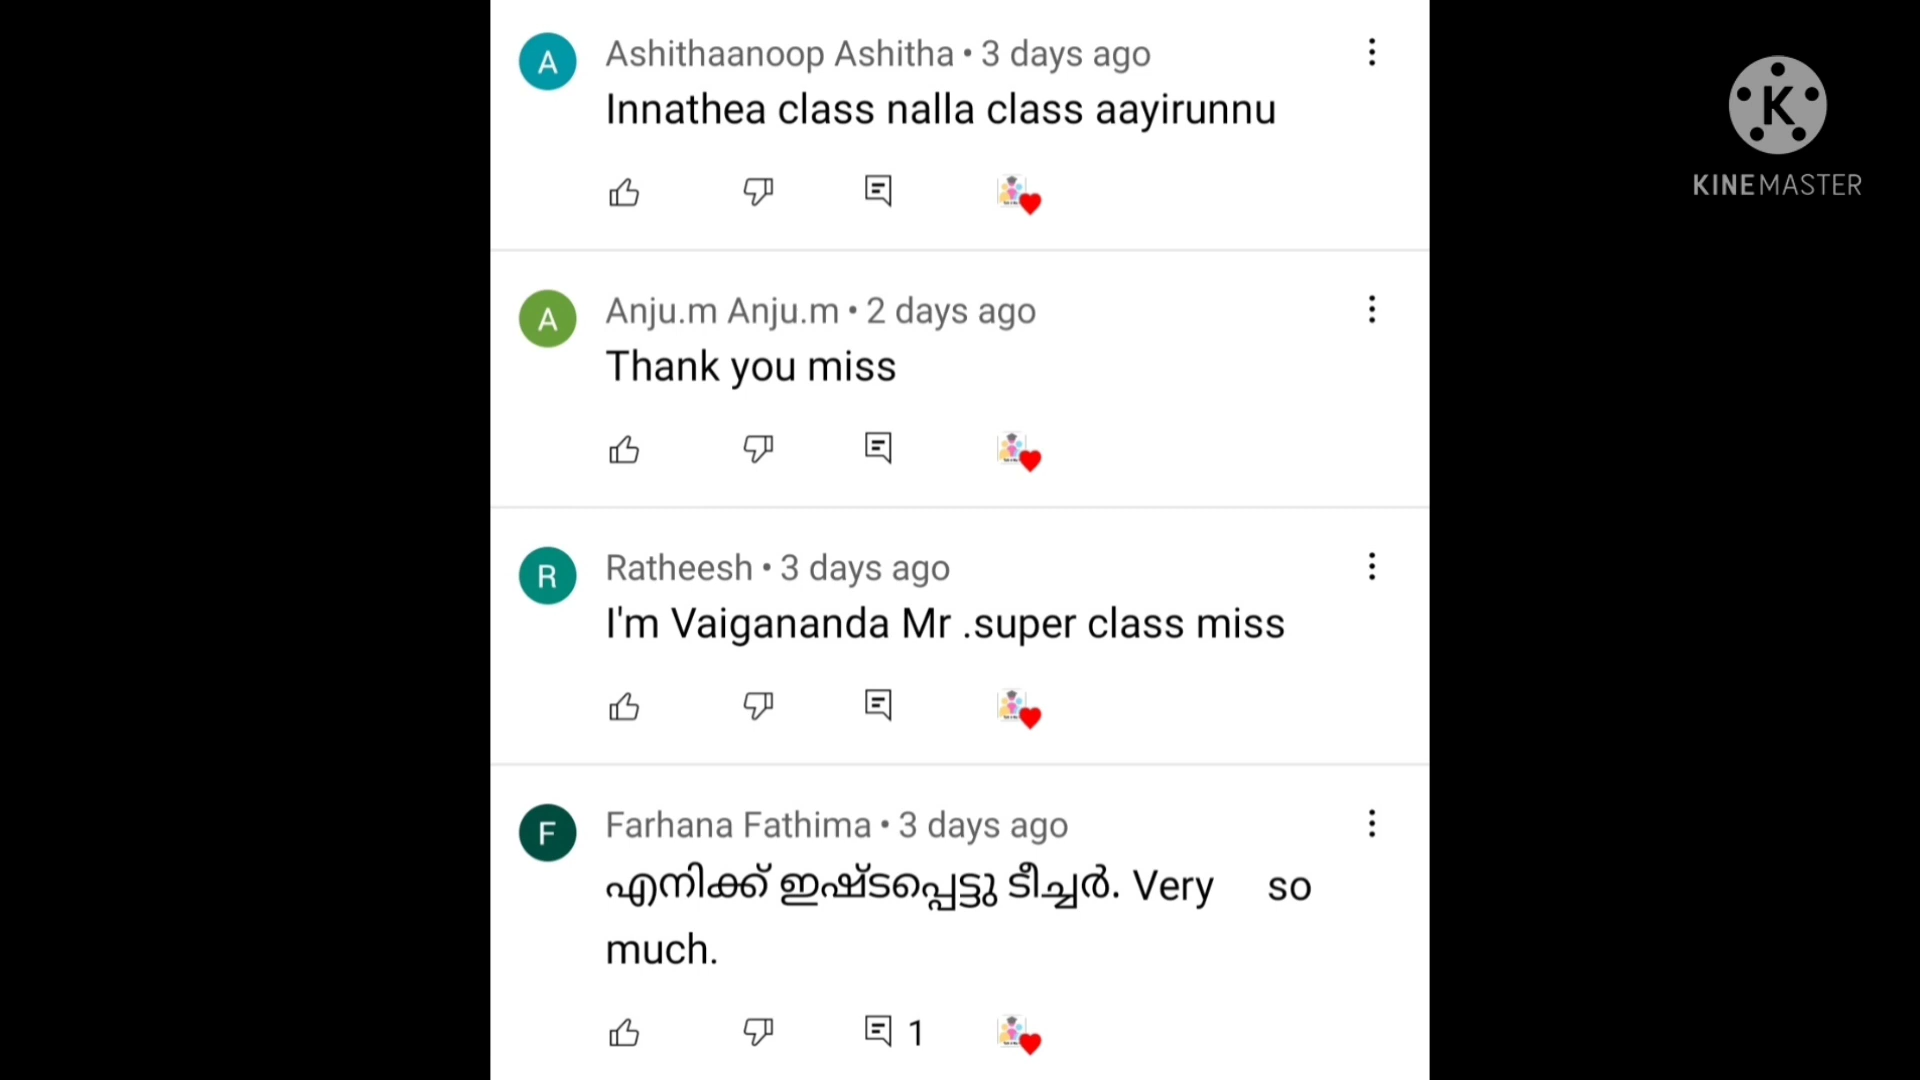 A
Ashithaanoop Ashitha • 3 days ago
Innathea class nalla class aayirunnu
K
KINEMASTER
A
Anju.m Anju.m • 2 days ago
Thank you miss
R
Ratheesh • 3 days ago
I'm Vaigananda Mr .super class miss
F
Farhana Fathima • 3 days ago
എനിക്ക് ഇഷ്ടപ്പെട്ടു ടീച്ചർ. Very so
much.
1